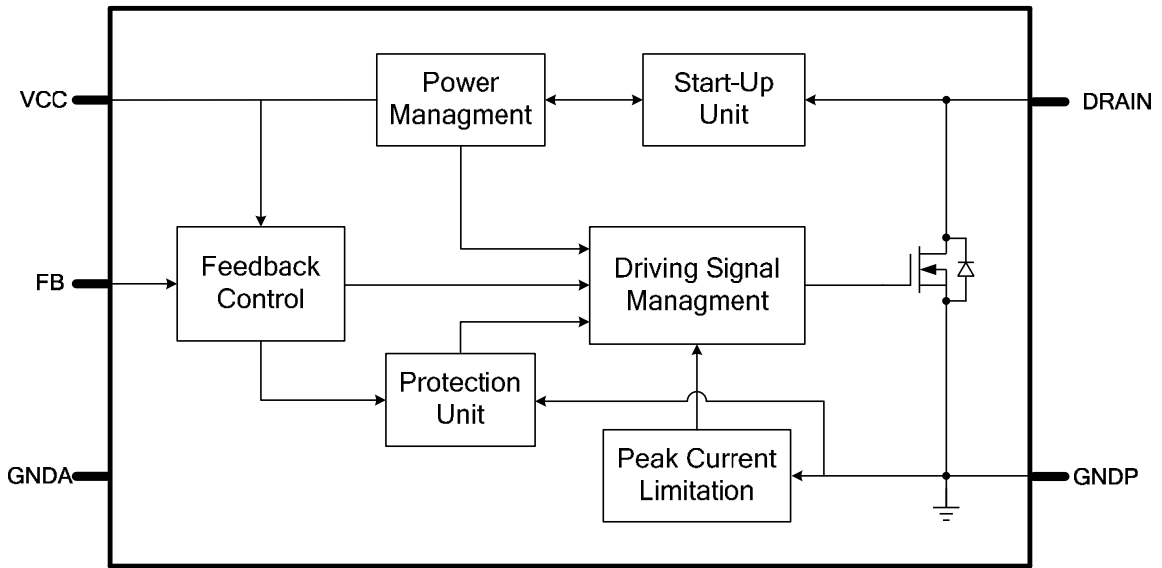 Power
Managment
Start-Up
Unit
VCC
DRAIN
Feedback
Control
Driving Signal
Managment
FB
Protection
Unit
Peak Current
Limitation
GNDA
GNDP